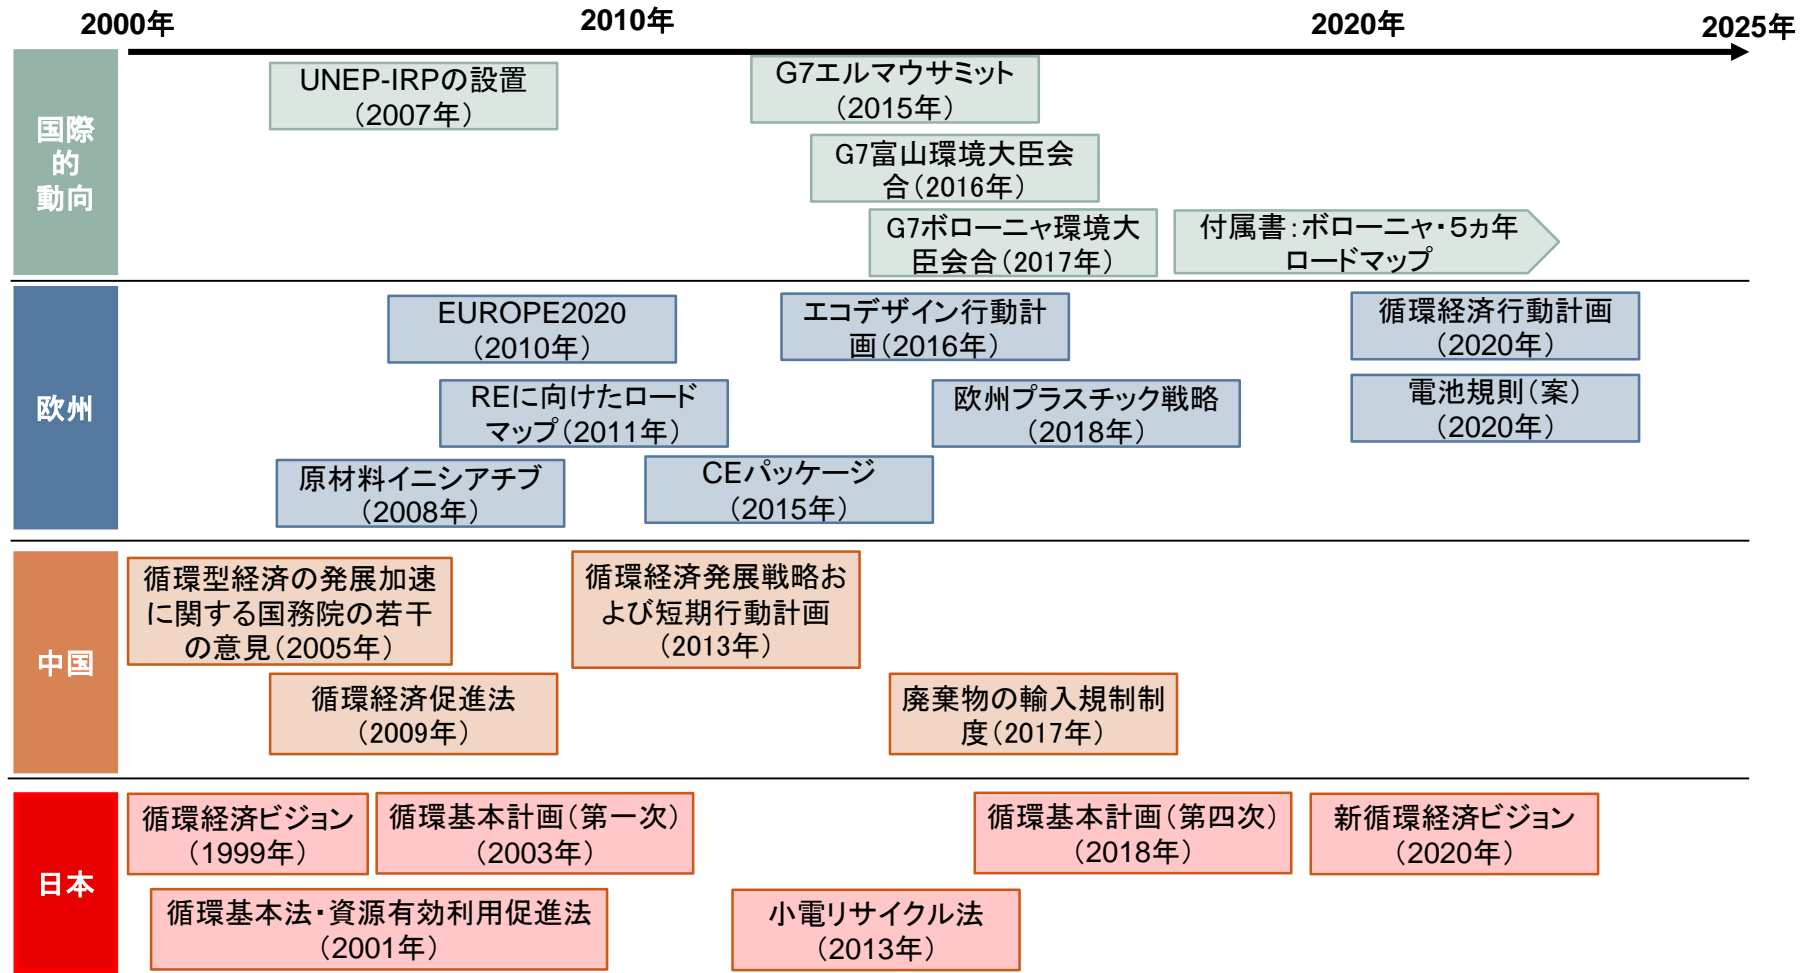 2000年
2010年
2020年
2025年
国際
的
動向
UNEP-IRPの設置
（2007年）
G7エルマウサミット
（2015年）
G7富山環境大臣会
合（2016年）
G7ボローニャ環境大
臣会合（2017年）
付属書：ボローニャ・５ヵ年
ロードマップ
欧州
EUROPE2020
（2010年）
エコデザイン行動計
画（2016年）
循環経済行動計画
（2020年）
REに向けたロード
マップ（2011年）
欧州プラスチック戦略
（2018年）
電池規則（案）
（2020年）
原材料イニシアチブ
（2008年）
CEパッケージ
（2015年）
中国
循環型経済の発展加速
に関する国務院の若干
の意見（2005年）
循環経済発展戦略お
よび短期行動計画
（2013年）
循環経済促進法
（2009年）
廃棄物の輸入規制制
度（2017年）
日本
循環経済ビジョン
（1999年）
循環基本計画（第一次）
（2003年）
循環基本計画（第四次）
（2018年）
新循環経済ビジョン
（2020年）
循環基本法・資源有効利用促進法
（2001年）
小電リサイクル法
（2013年）